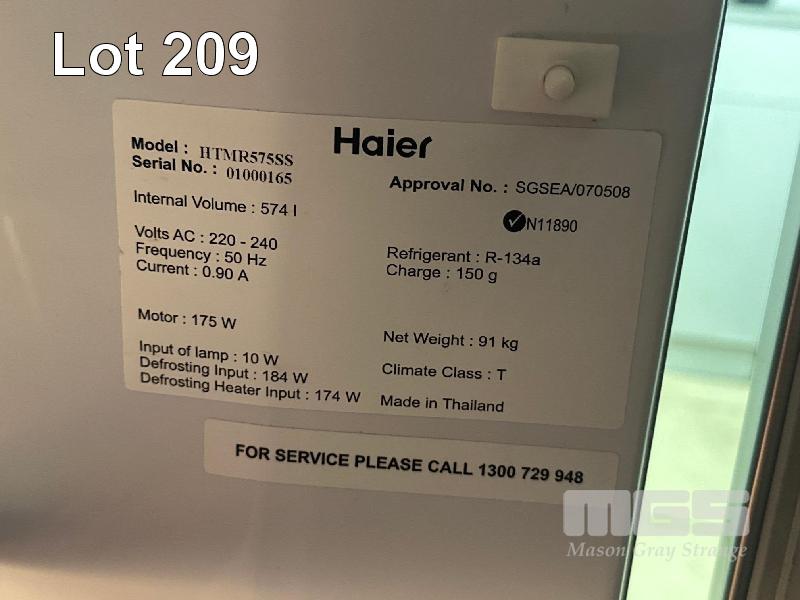 Lot 209
Haier
Model : HTMR575SS
Serial No. : 01000165
Approval No. : SGSEA/070508
Internal Volume : 574 l
N11890
Volts AC : 220 - 240
Frequency : 50 Hz
Current : 0.90 A
Refrigerant : R-134a
Charge : 150 g
Motor : 175 W
Net Weight : 91 kg
Input of lamp : 10 W
Defrosting Input : 184 W
Defrosting Heater Input : 174 W
Climate Class : T
Made in Thailand
FOR SERVICE PLEASE CALL 1300 729 948
MGS
Mason Gray Strange